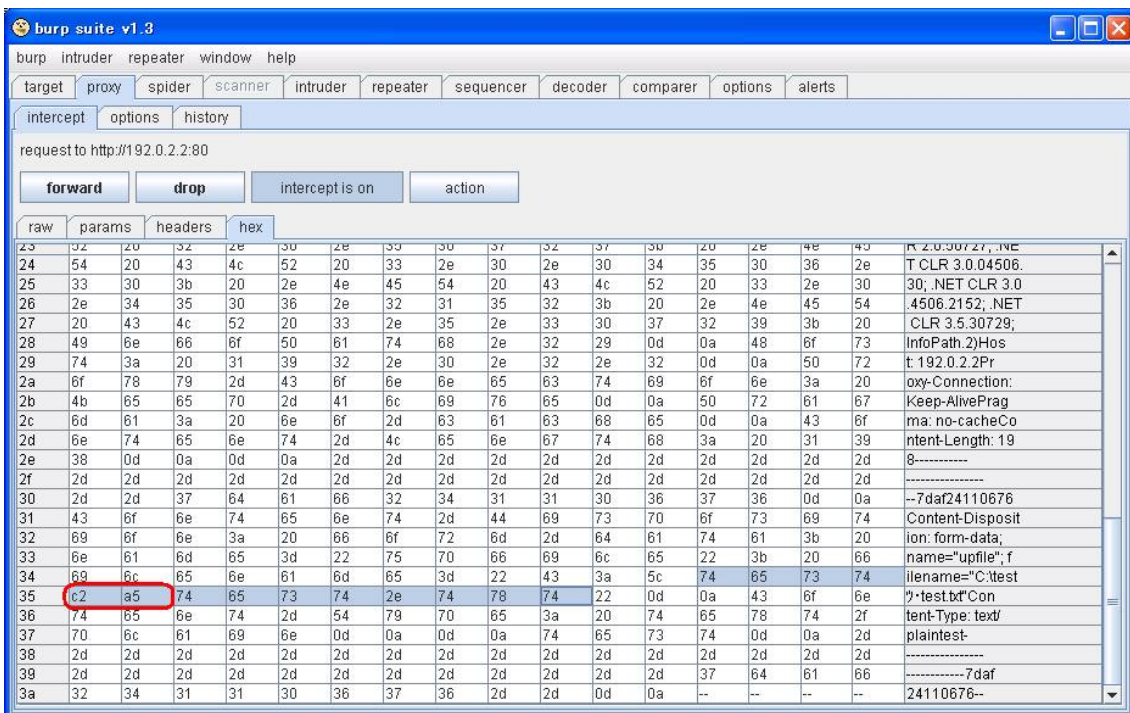 burp suite v1.3
burp intruder repeater window help
target proxy spider scanner intruder repeater sequencer decoder comparer options alerts
intercept options history
request to http://192.0.2.2:80
forward drop intercept is on action
raw params headers hex
23 52 20 32 2e 30 2e 35 30 37 32 37 3b 20 2e 4e 45 R 2.0.50727; .NE
24 54 20 43 4c 52 20 33 2e 30 2e 30 34 35 30 36 2e T CLR 3.0.04506.
25 33 30 3b 20 2e 4e 45 54 20 43 4c 52 20 33 2e 30 30; .NET CLR 3.0
26 2e 34 35 30 36 2e 32 31 35 32 3b 20 2e 4e 45 54 .4506.2152; .NET
27 20 43 4c 52 20 33 2e 35 2e 33 30 37 32 39 3b 20 CLR 3.5.30729;
28 49 6e 66 6f 50 61 74 68 2e 32 29 0d 0a 48 6f 73 InfoPath.2)Hos
29 74 3a 20 31 39 32 2e 30 2e 32 2e 32 0d 0a 50 72 t: 192.0.2.2Pr
2a 6f 78 79 2d 43 6f 6e 6e 65 63 74 69 6f 6e 3a 20 oxy-Connection:
2b 4b 65 65 70 2d 41 6c 69 76 65 0d 0a 50 72 61 67 Keep-AlivePrag
2c 6d 61 3a 20 6e 6f 2d 63 61 63 68 65 0d 0a 43 6f ma: no-cacheCo
2d 6e 74 65 6e 74 2d 4c 65 6e 67 74 68 3a 20 31 39 ntent-Length: 19
2e 38 0d 0a 0d 0a 2d 2d 2d 2d 2d 2d 2d 2d 2d 2d 2d 8-----------
2f 2d 2d 2d 2d 2d 2d 2d 2d 2d 2d 2d 2d 2d 2d 2d 2d ----------------
30 2d 2d 37 64 61 66 32 34 31 31 30 36 37 36 0d 0a --7daf24110676
31 43 6f 6e 74 65 6e 74 2d 44 69 73 70 6f 73 69 74 Content-Disposit
32 69 6f 6e 3a 20 66 6f 72 6d 2d 64 61 74 61 3b 20 ion: form-data;
33 6e 61 6d 65 3d 22 75 70 66 69 6c 65 22 3b 20 66 name="upfile"; f
34 69 6c 65 6e 61 6d 65 3d 22 43 3a 5c 74 65 73 74 ilename="C:\test
35 c2 a5 74 65 73 74 2e 74 78 74 22 0d 0a 43 6f 6e ツ・test.txt"Con
36 74 65 6e 74 2d 54 79 70 65 3a 20 74 65 78 74 2f tent-Type: text/
37 70 6c 61 69 6e 0d 0a 0d 0a 74 65 73 74 0d 0a 2d plaintest-
38 2d 2d 2d 2d 2d 2d 2d 2d 2d 2d 2d 2d 2d 2d 2d 2d ----------------
39 2d 2d 2d 2d 2d 2d 2d 2d 2d 2d 2d 2d 37 64 61 66 ------------7daf
3a 32 34 31 31 30 36 37 36 2d 2d 0d 0a -- -- -- -- 24110676--